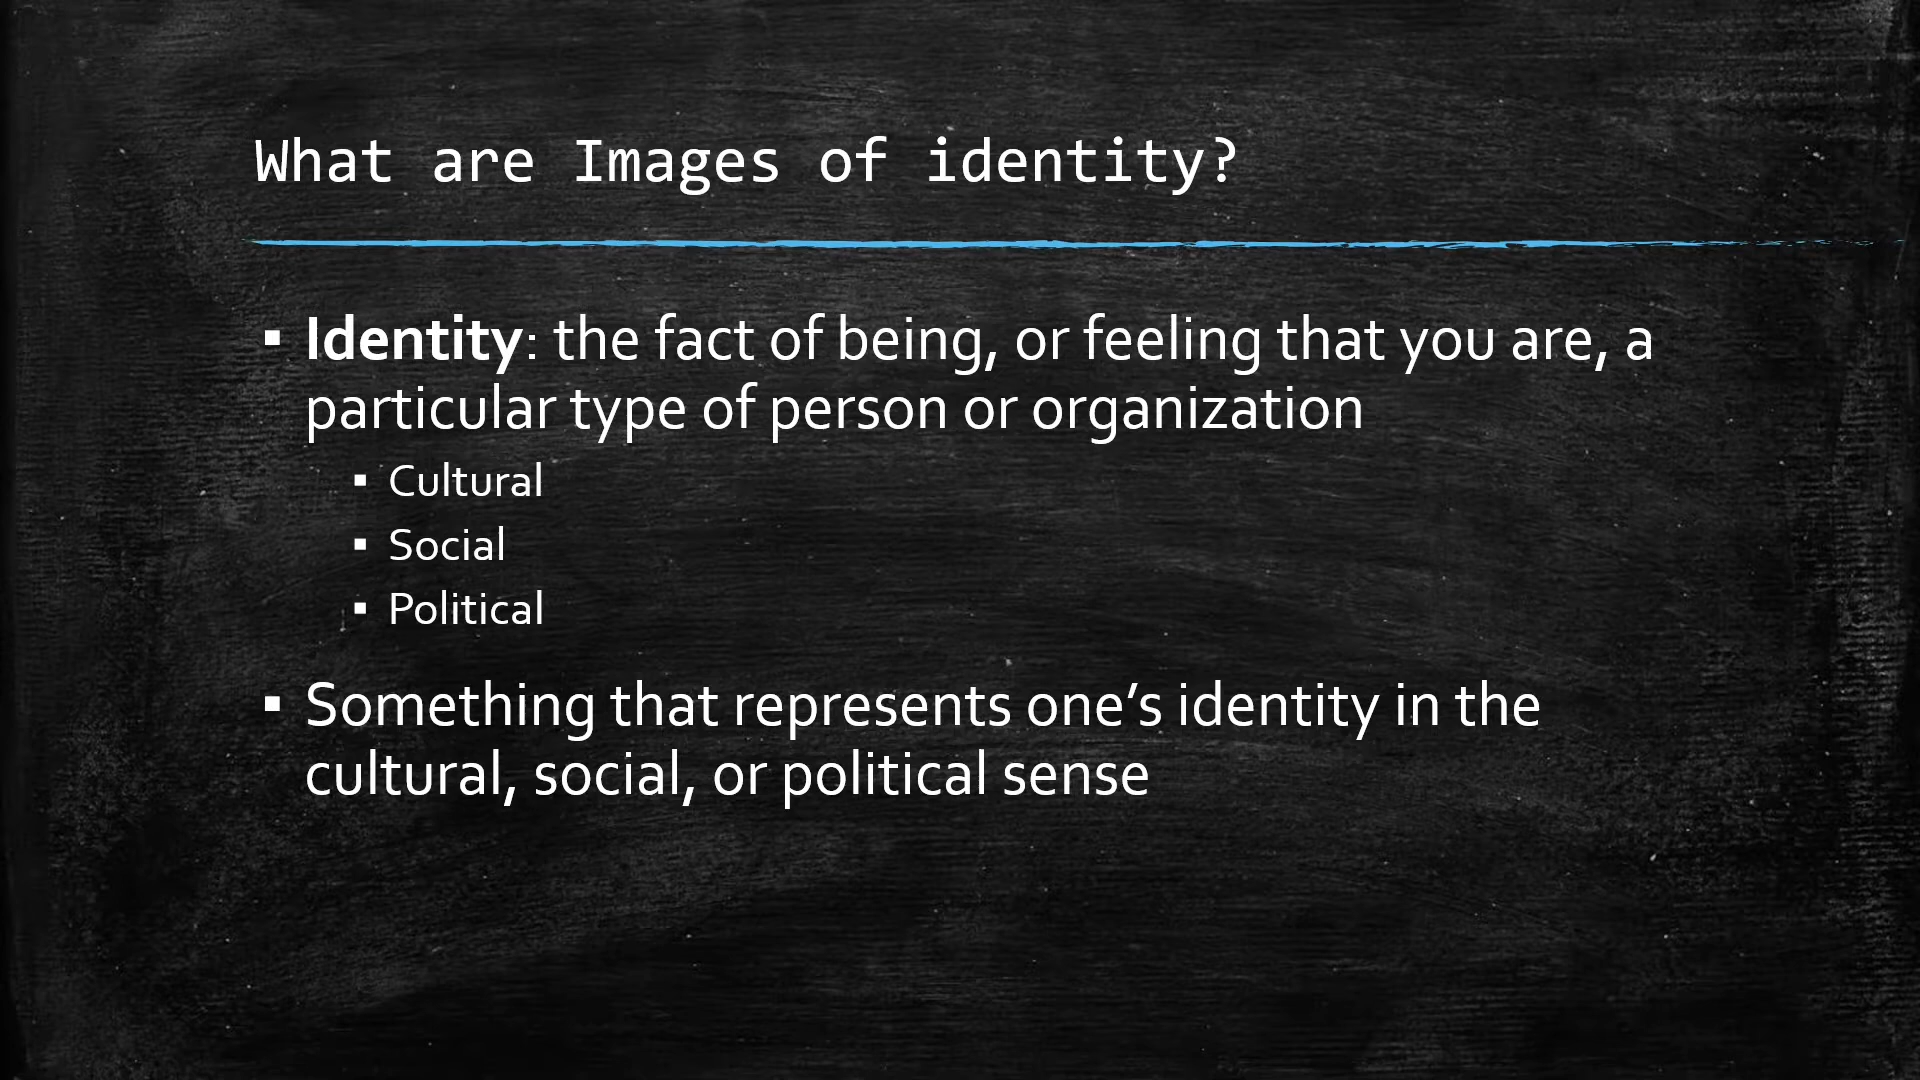 What are Images of identity?
▪ Identity: the fact of being, or feeling that you are, a
particular type of person or organization
▪ Cultural
▪ Social
▪ Political
▪ Something that represents one’s identity in the
cultural, social, or political sense